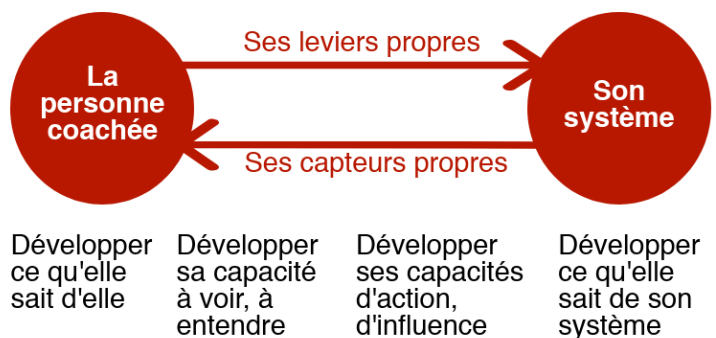 Ses leviers propres
La
personne
coachée
Son
système
Ses capteurs propres
Développer
ce qu'elle
sait d'elle
Développer
sa capacité
à voir, à
entendre
Développer
ses capacités
d'action,
d'influence
Développer
ce qu'elle
sait de son
système